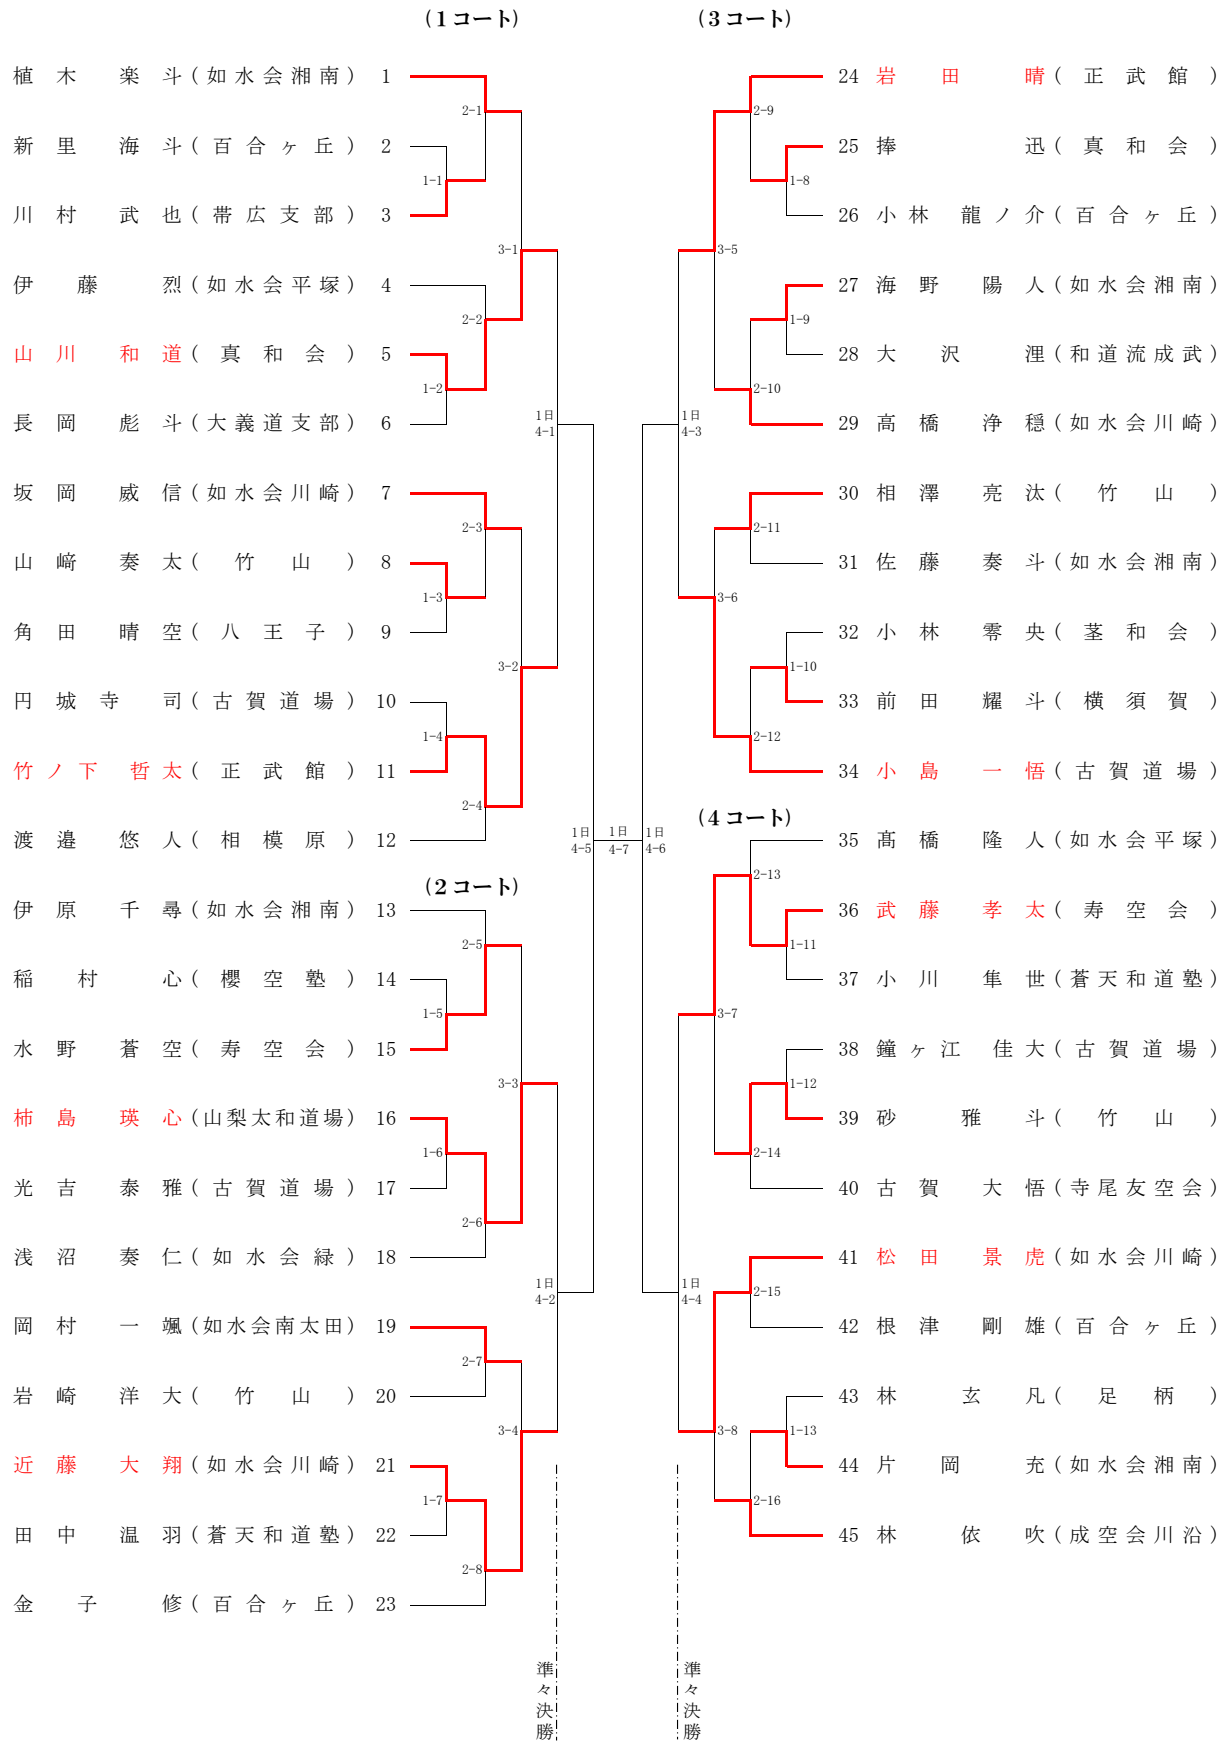 (1コート)
植木 楽斗(如水会湘南) 1
2-1
新里 海斗(百合ヶ丘) 2
1-1
川村 武也(帯広支部) 3
3-1
伊藤 烈(如水会平塚) 4
2-2
山川 和道(真和会) 5
1-2
長岡 彪斗(大義道支部) 6
1日
4-1
坂岡 威信(如水会川崎) 7
2-3
山﨑 奏太(竹山) 8
1-3
角田 晴空(八王子) 9
3-2
円城寺 司(古賀道場) 10
1-4
竹ノ下 哲太(正武館) 11
2-4
渡邉 悠人(相模原) 12
1日
4-5
(2コート)
伊原 千尋(如水会湘南) 13
2-5
稲村 心(櫻空塾) 14
1-5
水野 蒼空(寿空会) 15
3-3
柿島 瑛心(山梨太和道場) 16
1-6
光吉 泰雅(古賀道場) 17
2-6
浅沼 奏仁(如水会緑) 18
1日
4-2
岡村 一颯(如水会南太田) 19
2-7
岩崎 洋大(竹山) 20
3-4
近藤 大翔(如水会川崎) 21
1-7
田中 温羽(蒼天和道塾) 22
2-8
金子 修(百合ヶ丘) 23
準々決勝
1日
4-7
(3コート)
24 岩田 晴(正武館)
2-9
25 捧 迅(真和会)
1-8
26 小林 龍ノ介(百合ヶ丘)
3-5
27 海野 陽人(如水会湘南)
1-9
28 大沢 浬(和道流成武)
2-10
29 高橋 浄穏(如水会川崎)
1日
4-3
30 相澤 亮汰(竹山)
2-11
31 佐藤 奏斗(如水会湘南)
3-6
32 小林 零央(茎和会)
1-10
33 前田 耀斗(横須賀)
2-12
34 小島 一悟(古賀道場)
(4コート)
1日
4-6
35 髙橋 隆人(如水会平塚)
2-13
36 武藤 孝太(寿空会)
1-11
37 小川 隼世(蒼天和道塾)
3-7
38 鐘ヶ江 佳大(古賀道場)
1-12
39 砂 雅斗(竹山)
2-14
40 古賀 大悟(寺尾友空会)
41 松田 景虎(如水会川崎)
1日
4-4
2-15
42 根津 剛雄(百合ヶ丘)
43 林 玄凡(足柄)
3-8
1-13
44 片岡 充(如水会湘南)
2-16
45 林 依吹(成空会川沿)
準々決勝